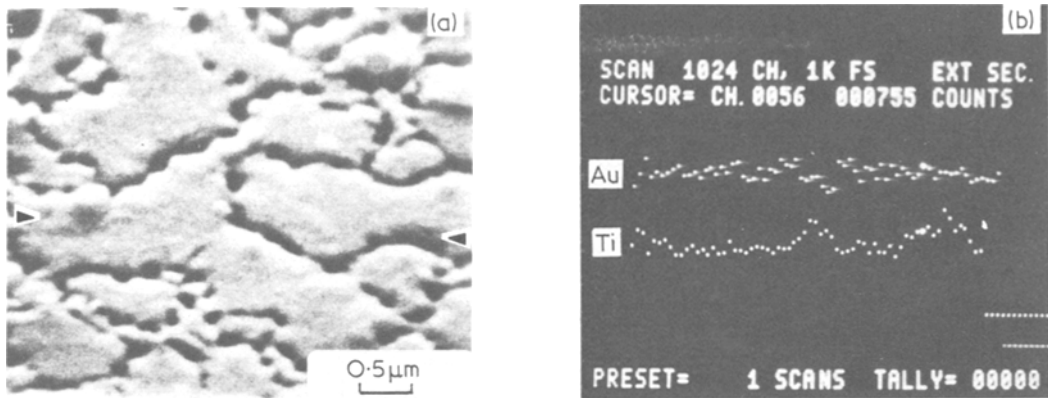 (a)
0·5μm
(b)
SCAN 1024 CH, 1K FS EXT SEC.
CURSOR= CH.0056 000755 COUNTS
Au
Ti
PRESET= 1 SCANS TALLY= 00000